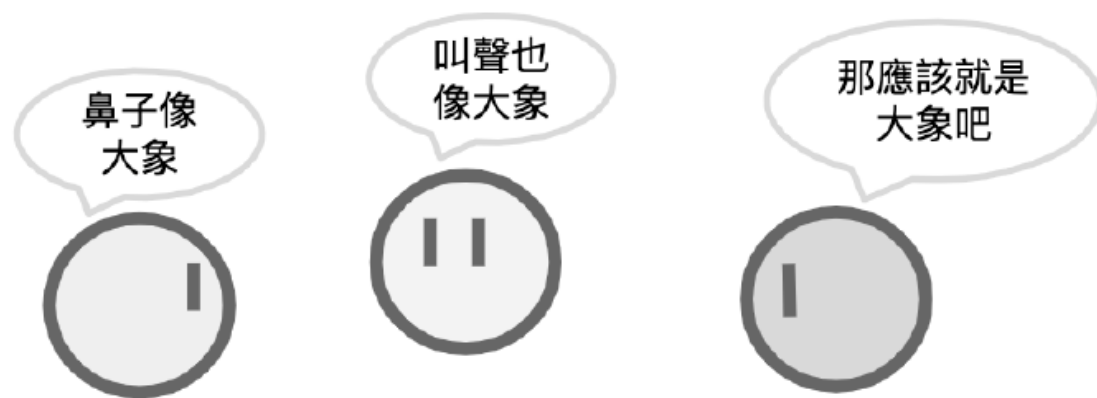 鼻子像
大象
叫聲也
像大象
那應該就是
大象吧